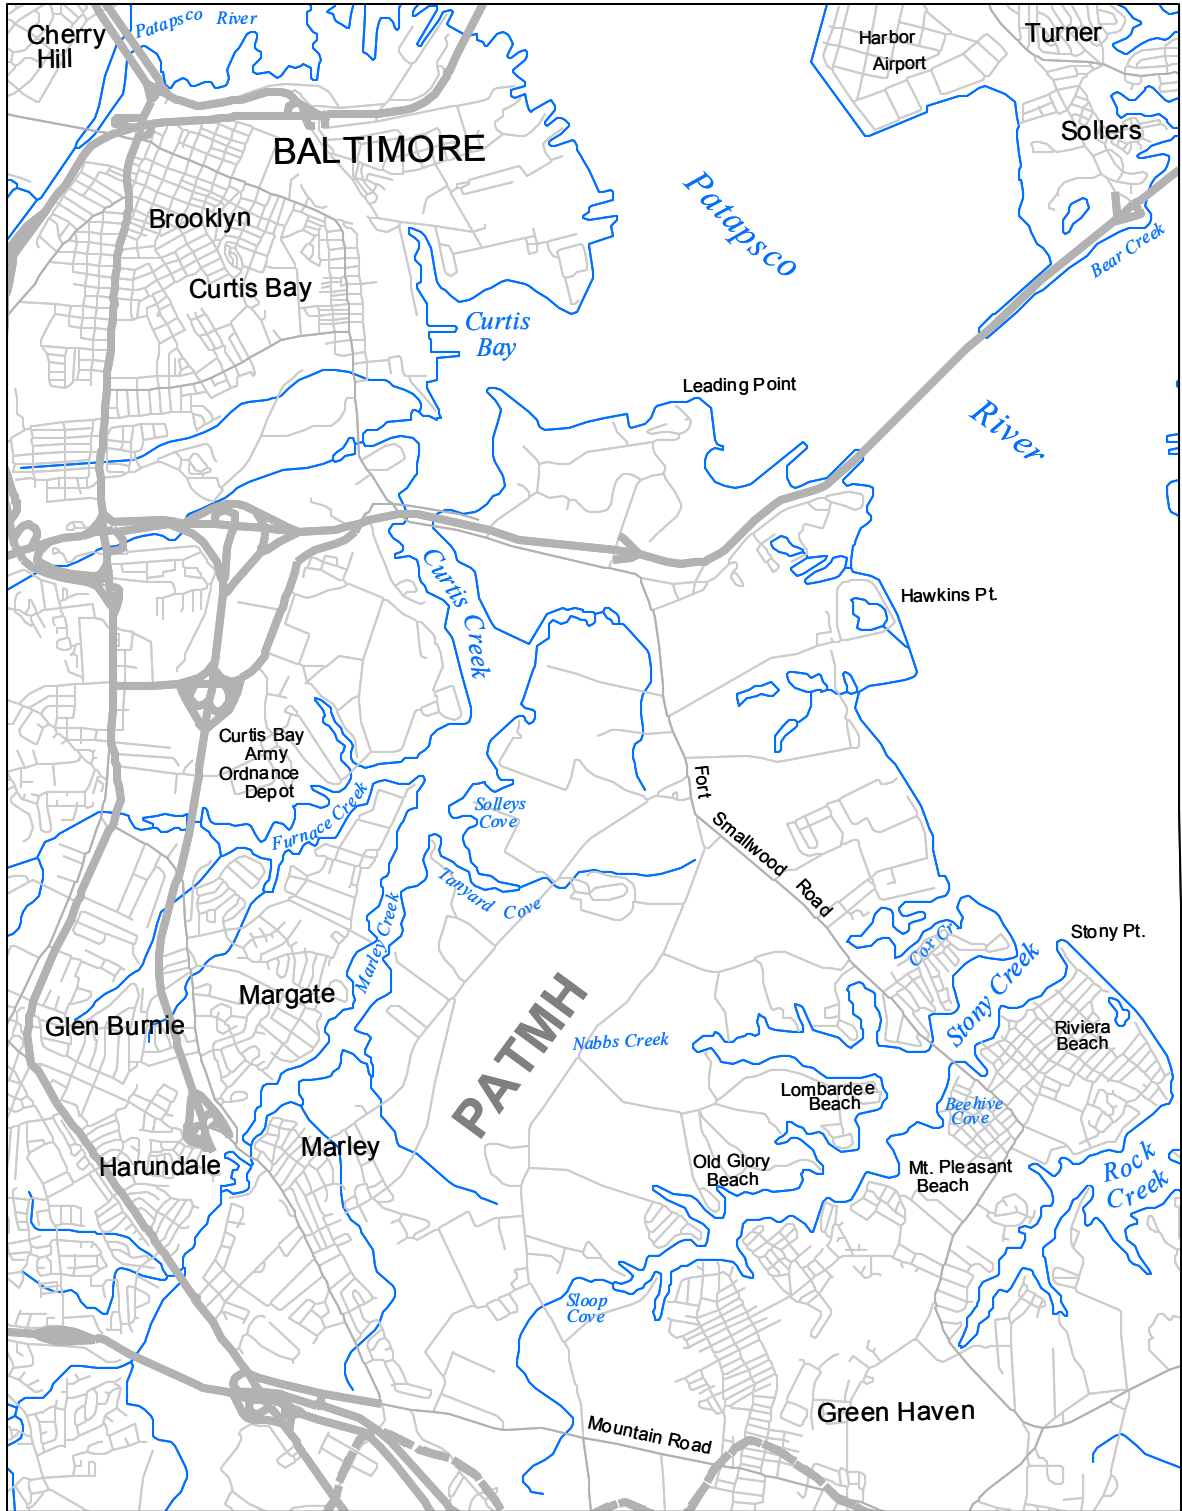 Patapsco River
Cherry
Hill
Harbor
Airport
Turner
Sollers
BALTIMORE
Patapsco
Brooklyn
Bear Creek
Curtis Bay
Curtis
Bay
Leading Point
River
Curtis Creek
Hawkins Pt.
Curtis Bay
Army
Ordnance
Depot
Fort Smallwood Road
Solleys
Cove
Furnace Creek
Tanyard Cove
Marley Creek
Cox Cr
Stony Pt.
Stony Creek
Margate
Glen Burnie
PATMH
Nabbs Creek
Riviera
Beach
Lombardee
Beach
Beehive
Cove
Marley
Harundale
Old Glory
Beach
Mt. Pleasant
Beach
Rock
Creek
Sloop
Cove
Green Haven
Mountain Road